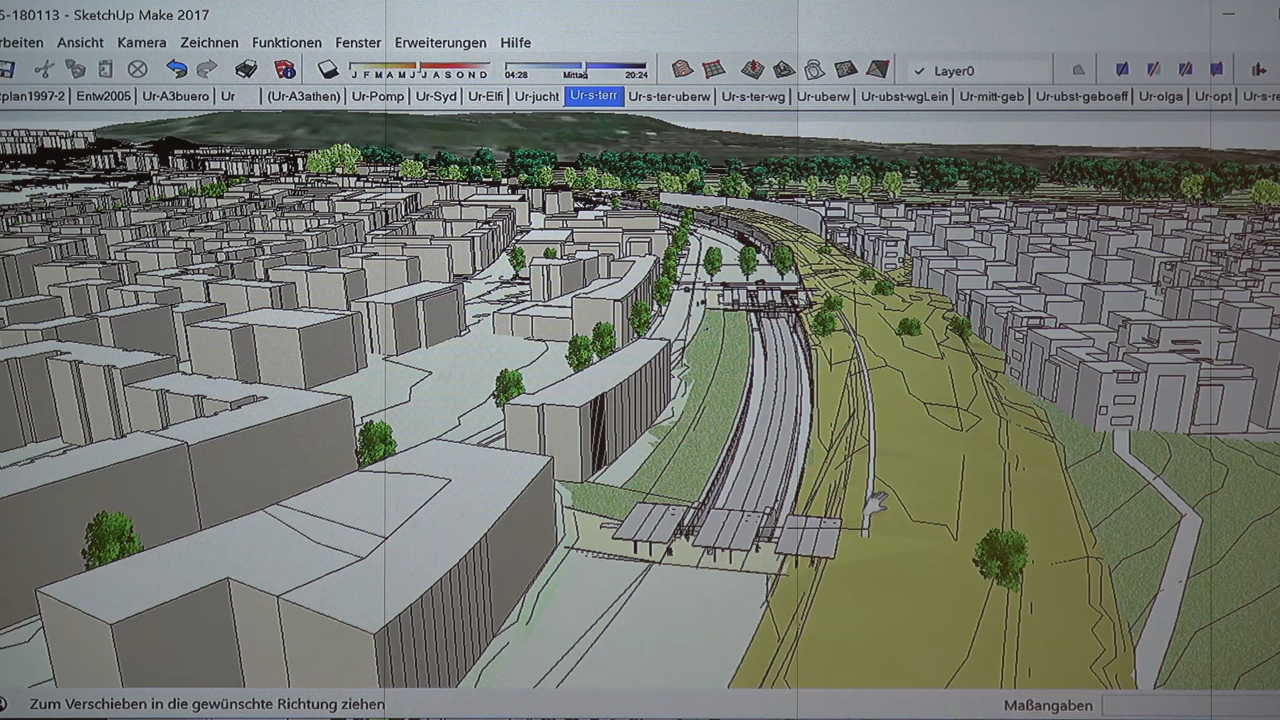 5-180113 - SketchUp Make 2017
rbeiten Ansicht Kamera Zeichnen Funktionen Fenster Erweiterungen Hilfe
J F M A M J J A S O N D 04:28 Mittag 20:24 Layer0
plan1997-2 Entw2005 Ur-A3buero Ur (Ur-A3athen) Ur-Pomp Ur-Syd Ur-Elfi Ur-jucht Ur-s-terr Ur-s-ter-uberw Ur-s-ter-wg Ur-uberw Ur-ubst-wgLein Ur-mitt-geb Ur-ubst-geboeff Ur-olga Ur-opt Ur-s-re
Zum Verschieben in die gewünschte Richtung ziehen Maßangaben